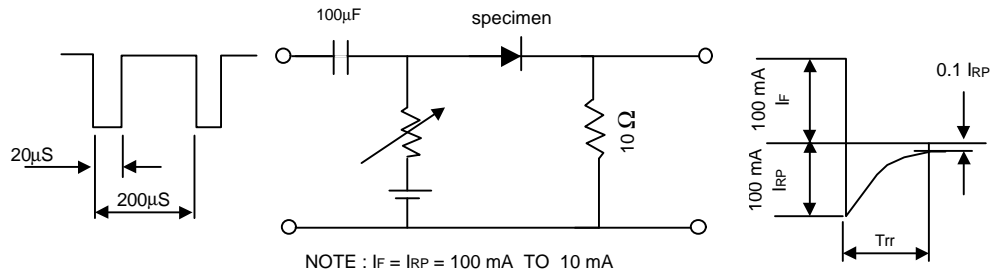 100μF
specimen
20μS
200μS
10 Ω
100 mA
IF
100 mA
IRP
0.1 IRP
Trr
NOTE : IF = IRP = 100 mA TO 10 mA